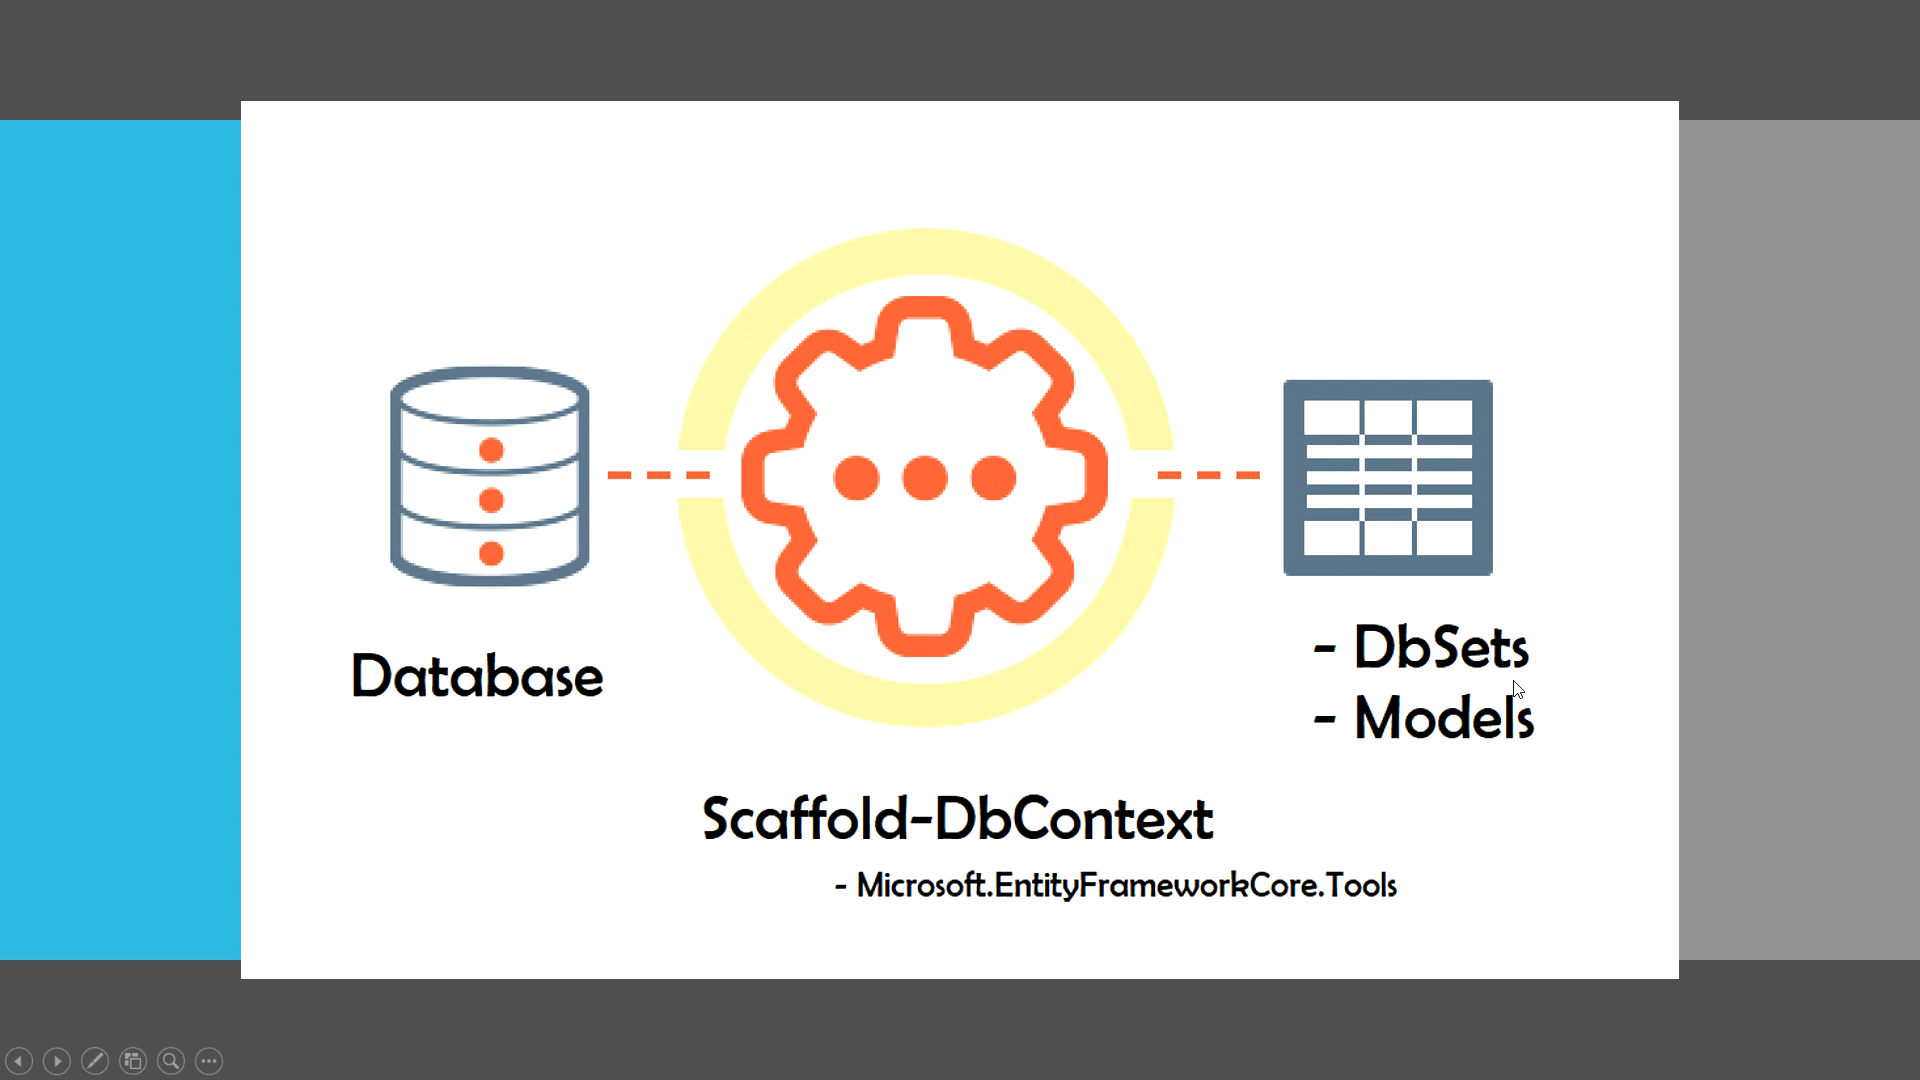 Database
- DbSets
- Models
Scaffold-DbContext
- Microsoft.EntityFrameworkCore.Tools